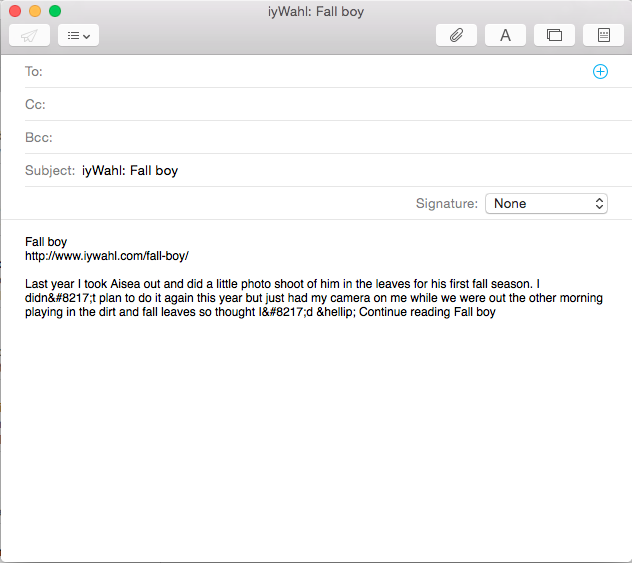 iyWahl: Fall boy
A
To:
Cc:
Bcc:
Subject: iyWahl: Fall boy
Signature: None
Fall boy
http://www.iywahl.com/fall-boy/
Last year I took Aisea out and did a little photo shoot of him in the leaves for his first fall season. I
didn&#8217;t plan to do it again this year but just had my camera on me while we were out the other morning
playing in the dirt and fall leaves so thought I&#8217;d &hellip; Continue reading Fall boy